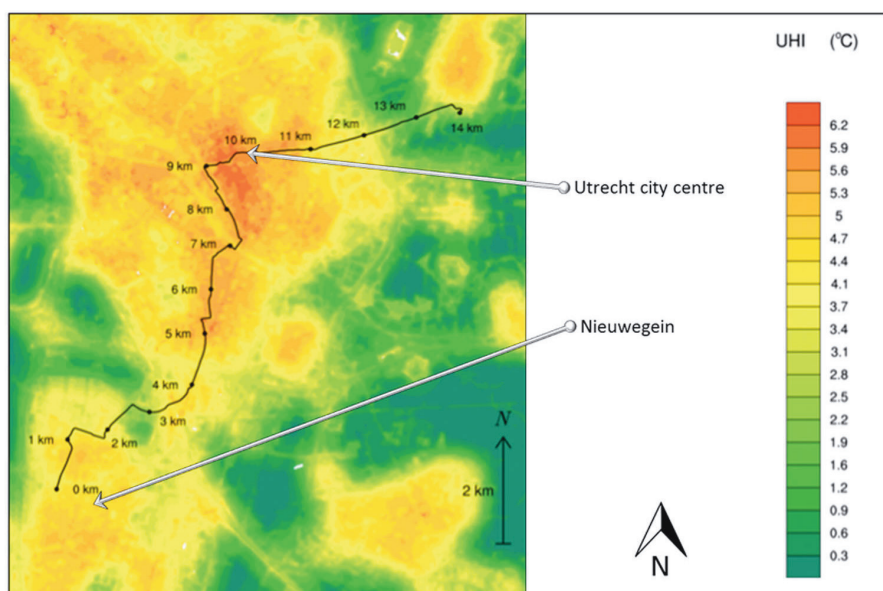 UHI (°C)
13 km
12 km
14 km
10 km
11 km
9 km
Utrecht city centre
8 km
7 km
6 km
5 km
Nieuwegein
4 km
3 km
2 km
1 km
0 km
N
2 km
N
6.2
5.9
5.6
5.3
5
4.7
4.4
4.1
3.7
3.4
3.1
2.8
2.5
2.2
1.9
1.6
1.2
0.9
0.6
0.3